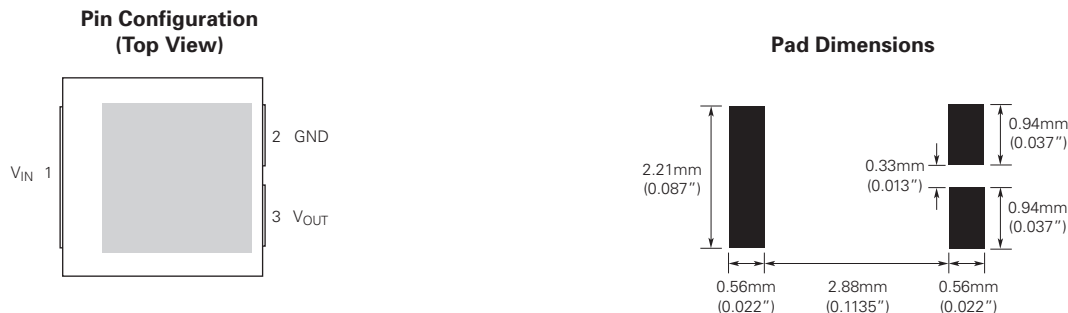 Pin Configuration
(Top View)
V_IN 1
2 GND
3 V_OUT
Pad Dimensions
2.21mm
(0.087″)
0.33mm
(0.013″)
0.94mm
(0.037″)
0.94mm
(0.037″)
0.56mm
(0.022″)
2.88mm
(0.1135″)
0.56mm
(0.022″)